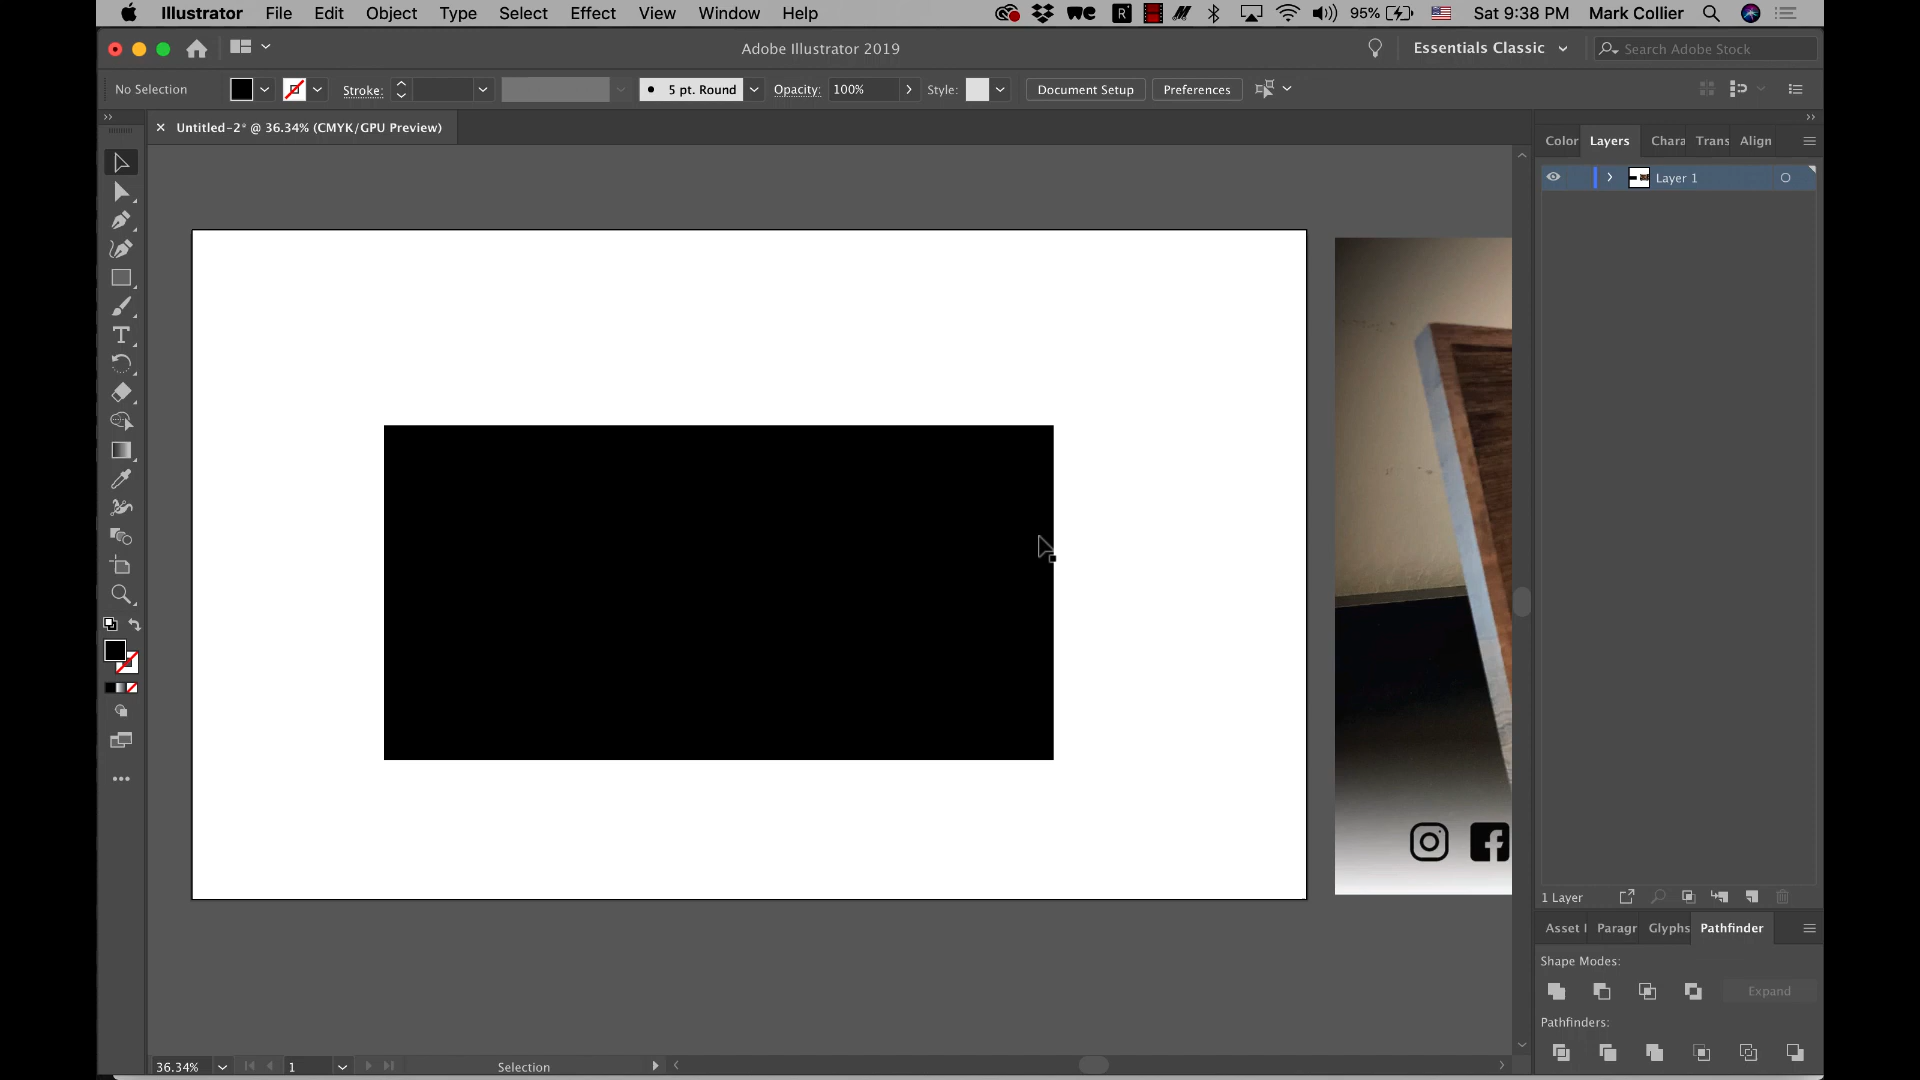 Illustrator File Edit Object Type Select Effect View Window Help 95% Sat 9:38 PM Mark Collier
Adobe Illustrator 2019 Essentials Classic Search Adobe Stock
No Selection Stroke: 5 pt. Round Opacity: 100% Style: Document Setup Preferences
Untitled-2* @ 36.34% (CMYK/GPU Preview)
Color Layers Chara Trans Align
Layer 1
1 Layer
Asset Paragr Glyphs Pathfinder
Shape Modes:
Expand
Pathfinders:
36.34% 1 Selection